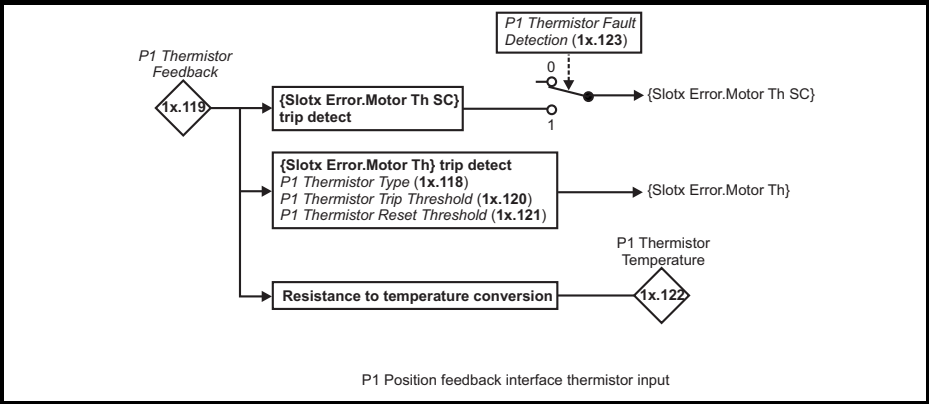 P1 Thermistor Fault
Detection (1x.123)
P1 Thermistor
Feedback
1x.119
{Slotx Error.Motor Th SC}
trip detect
0
1
{Slotx Error.Motor Th SC}
{Slotx Error.Motor Th} trip detect
P1 Thermistor Type (1x.118)
P1 Thermistor Trip Threshold (1x.120)
P1 Thermistor Reset Threshold (1x.121)
{Slotx Error.Motor Th}
P1 Thermistor
Temperature
Resistance to temperature conversion
1x.122
P1 Position feedback interface thermistor input